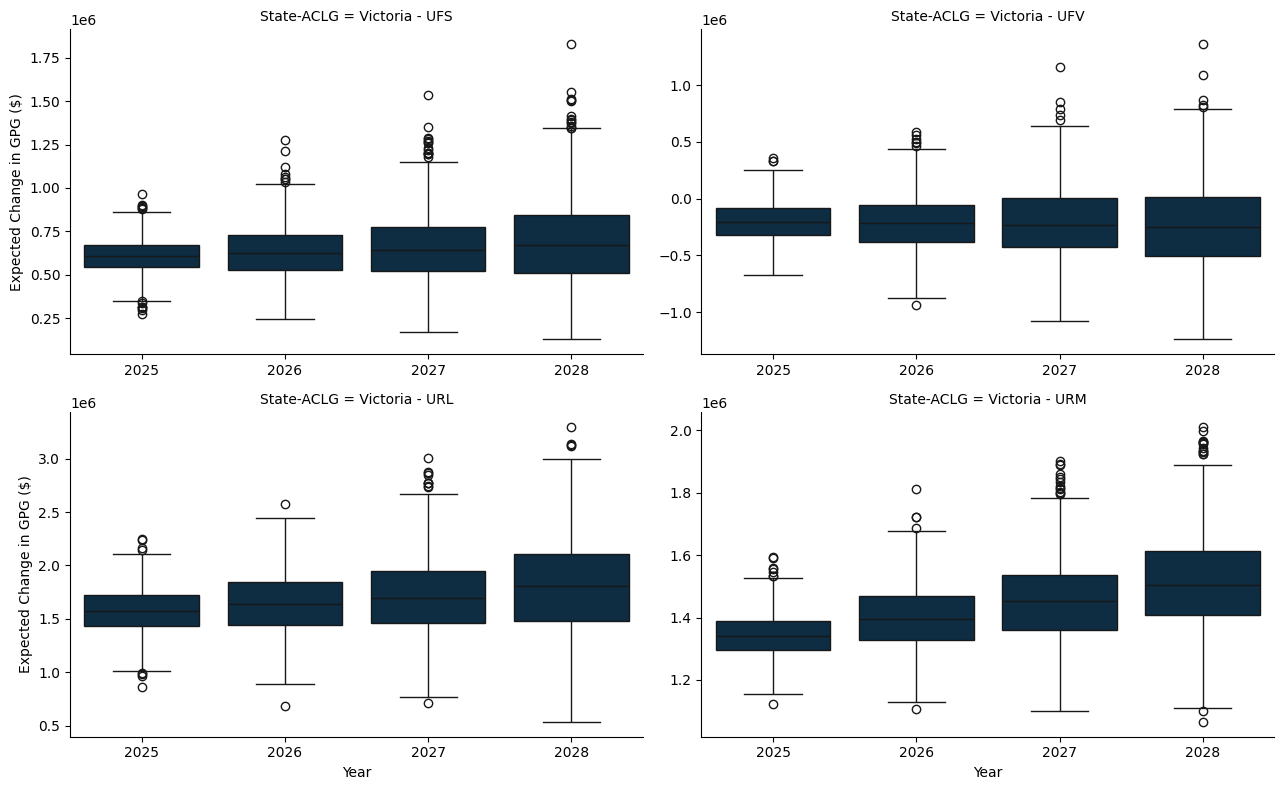 State-ACLG = Victoria - UFS
1e6
Expected Change in GPG ($)
1.75
1.50
1.25
1.00
0.75
0.50
0.25
2025 2026 2027 2028
State-ACLG = Victoria - UFV
1e6
1.0
0.5
0.0
−0.5
−1.0
2025 2026 2027 2028
State-ACLG = Victoria - URL
1e6
Expected Change in GPG ($)
3.0
2.5
2.0
1.5
1.0
0.5
2025 2026 2027 2028
Year
State-ACLG = Victoria - URM
1e6
2.0
1.8
1.6
1.4
1.2
2025 2026 2027 2028
Year